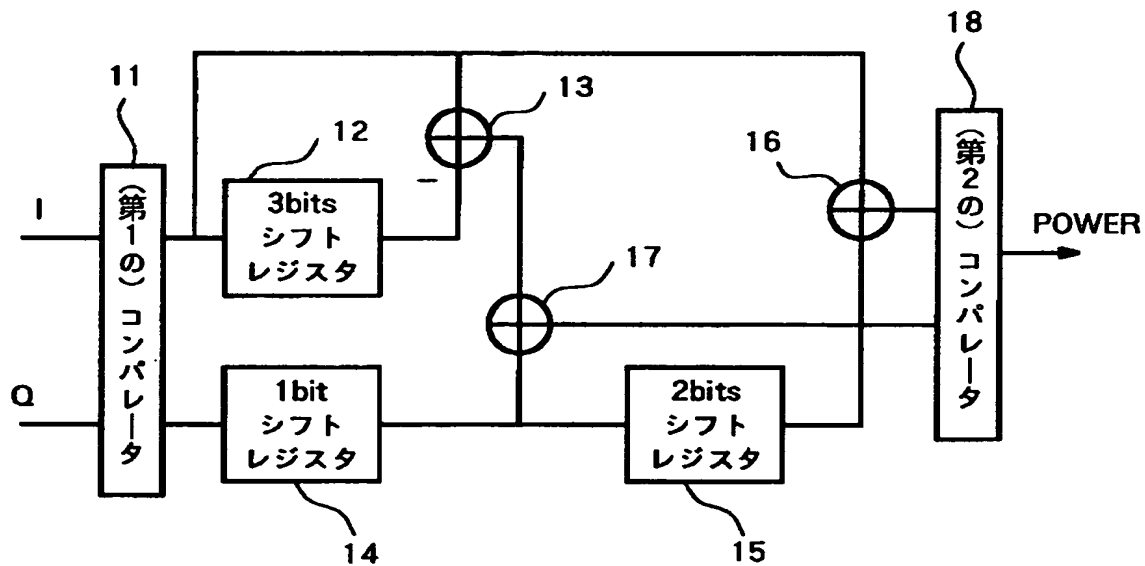 11
12
13
18
16
I
(第1の)コンパレータ
3bits
シフト
レジスタ
−
(第2の)コンパレータ
POWER
17
Q
1bit
シフト
レジスタ
2bits
シフト
レジスタ
14
15